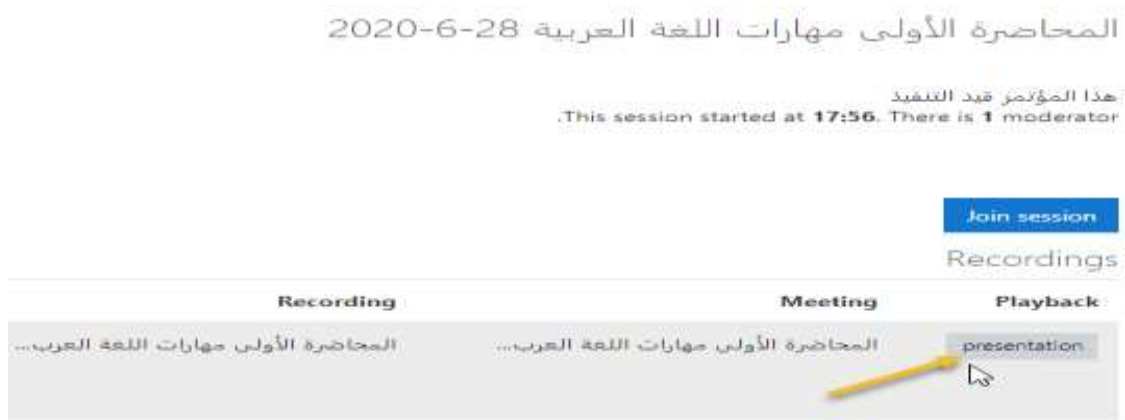 المحاضرة الأولى مهارات اللغة العربية 28-6-2020
هذا المؤتمر قيد التنفيذ
This session started at 17:56. There is 1 moderator.
Join session
Recordings
Playback Meeting Recording
presentation المحاضرة الأولى مهارات اللغة العرب... المحاضرة الأولى مهارات اللغة العرب...